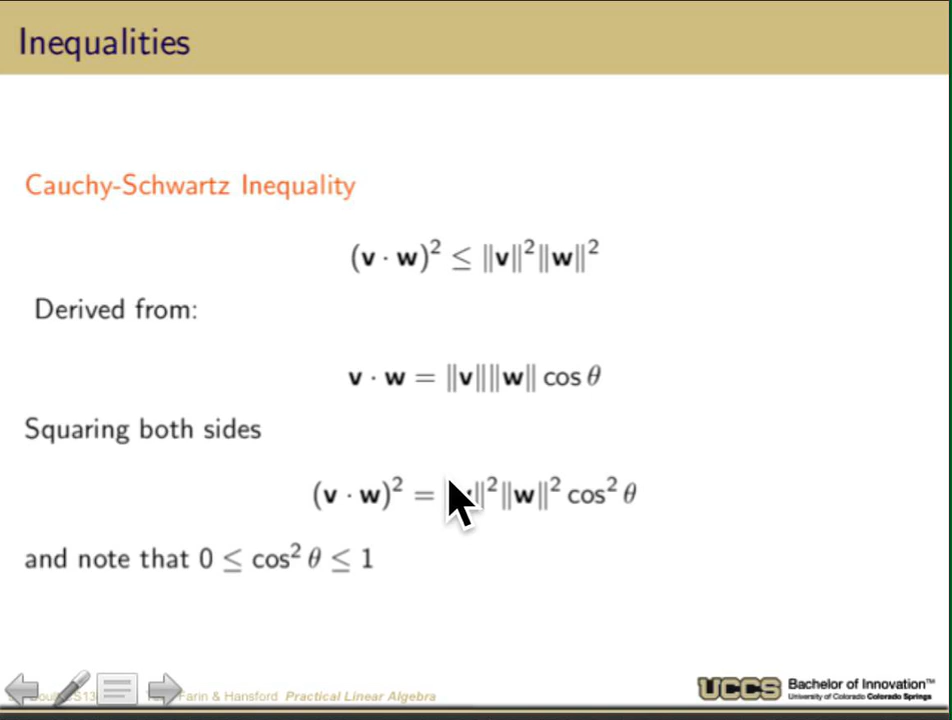 Inequalities
Cauchy-Schwartz Inequality
(v · w)² ≤ ‖v‖²‖w‖²
Derived from:
v · w = ‖v‖‖w‖ cos θ
Squaring both sides
(v · w)² = ‖²‖w‖² cos² θ
and note that 0 ≤ cos² θ ≤ 1
Farin & Hansford Practical Linear Algebra
UCCS Bachelor of Innovation™
University of Colorado Colorado Springs